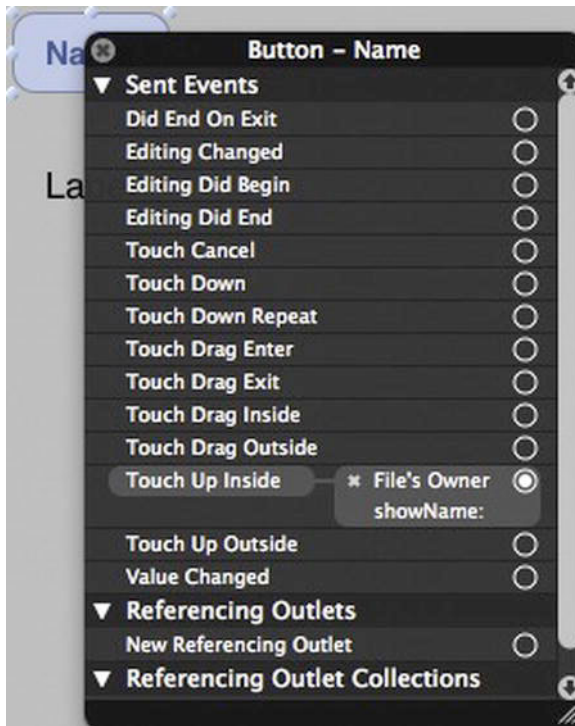 Na
Button – Name
Sent Events
Did End On Exit
Editing Changed
Editing Did Begin
La
Editing Did End
Touch Cancel
Touch Down
Touch Down Repeat
Touch Drag Enter
Touch Drag Exit
Touch Drag Inside
Touch Drag Outside
Touch Up Inside
File's Owner
showName:
Touch Up Outside
Value Changed
Referencing Outlets
New Referencing Outlet
Referencing Outlet Collections